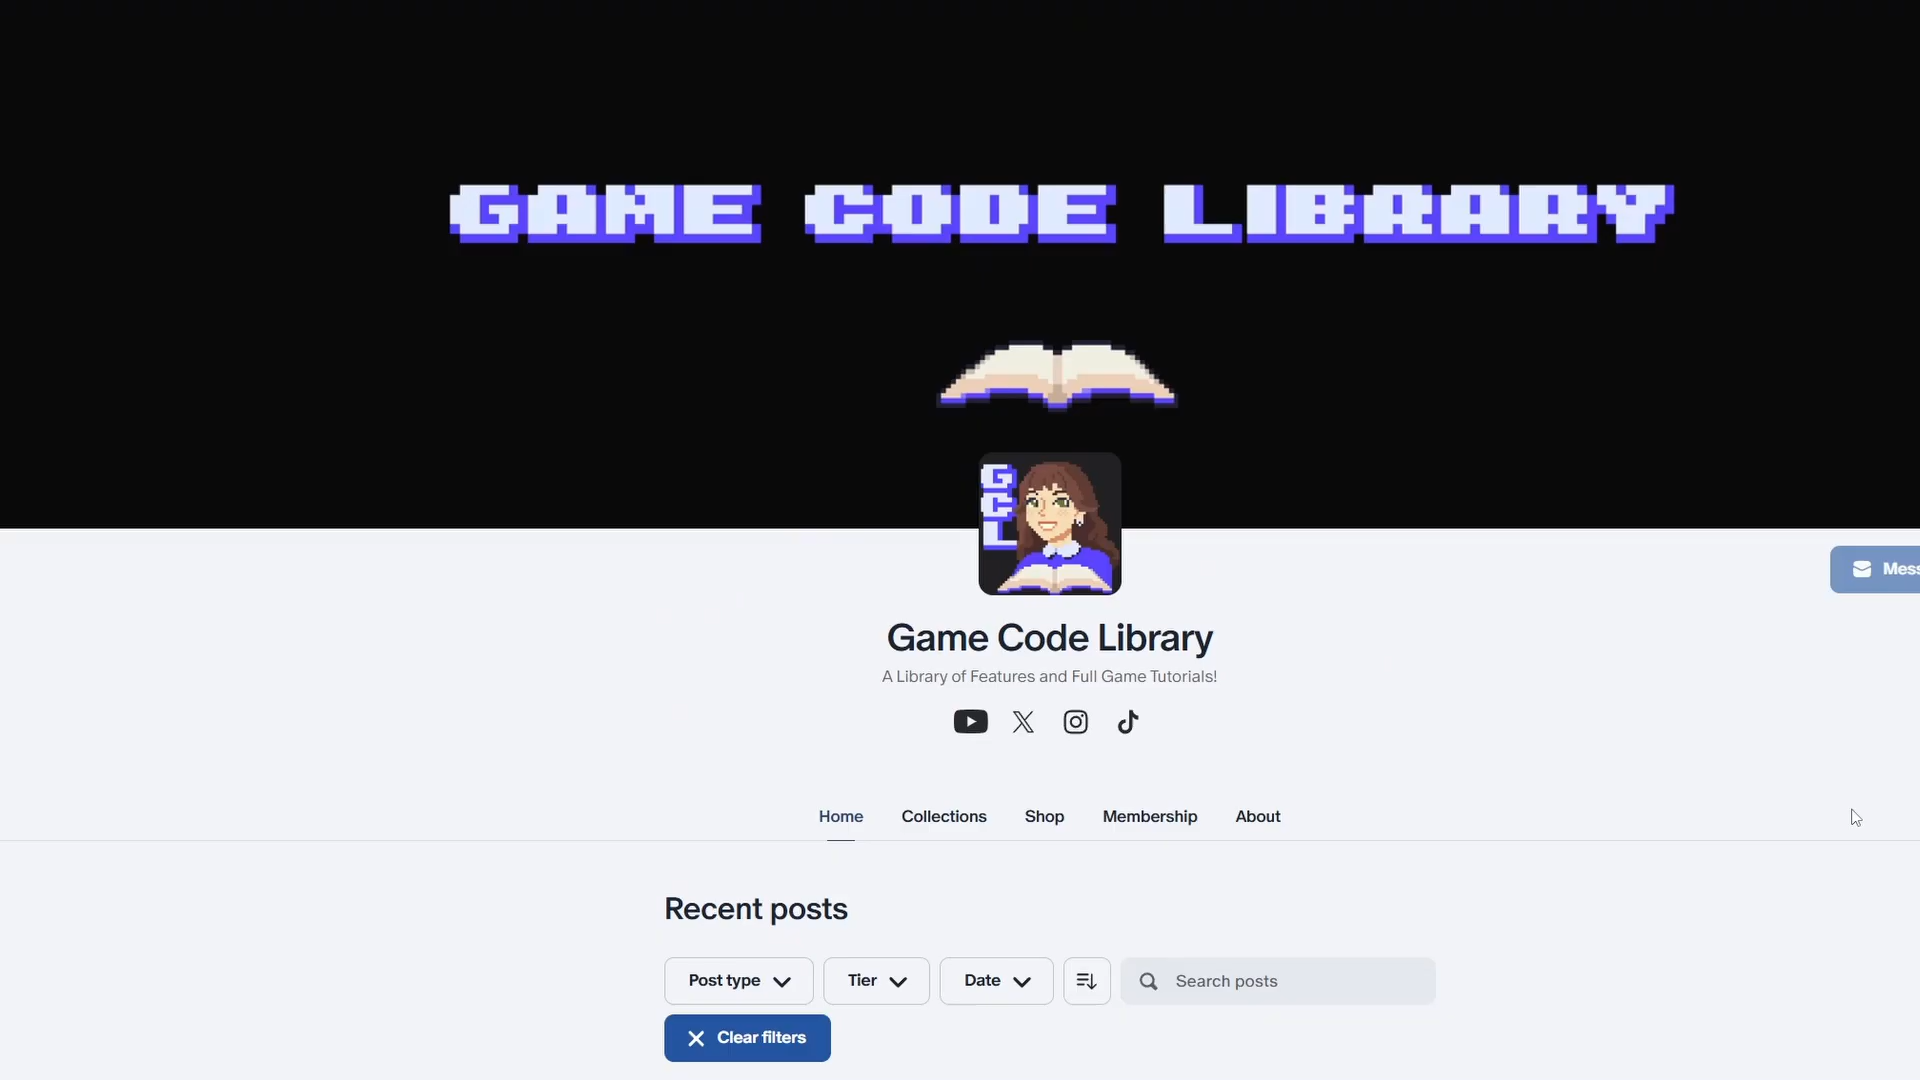 GAME CODE LIBRARY
GCL
Game Code Library
A Library of Features and Full Game Tutorials!
Home Collections Shop Membership About
Recent posts
Post type Tier Date Search posts
Clear filters